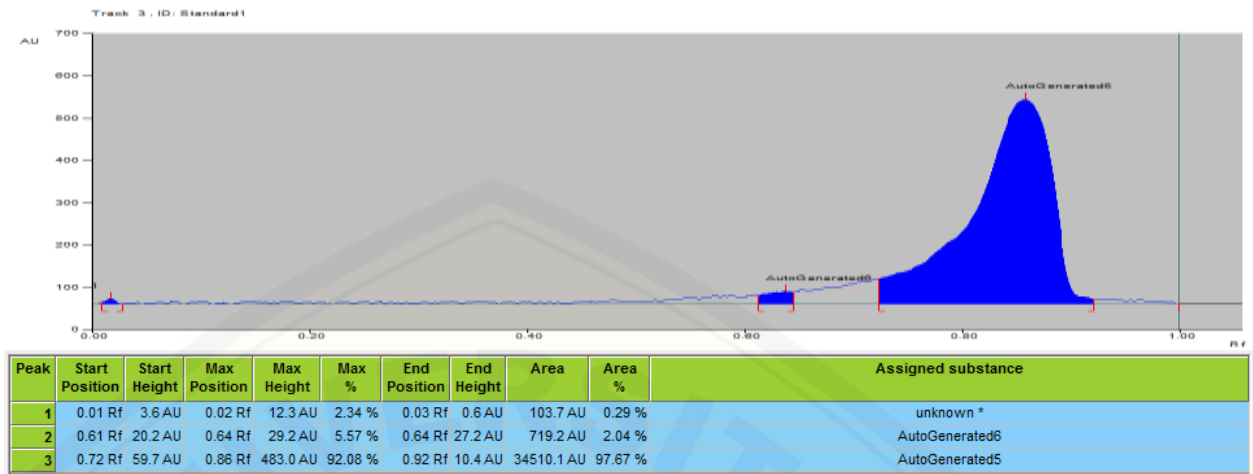 Track 3 , ID: Standard1
AU
700
600
500
400
300
200
100
0
AutoGenerated6
AutoGenerated6
0.00 0.20 0.40 0.60 0.80 1.00
Rf
Peak Start Position Start Height Max Position Max Height Max % End Position End Height Area Area % Assigned substance
1 0.01 Rf 3.6 AU 0.02 Rf 12.3 AU 2.34 % 0.03 Rf 0.6 AU 103.7 AU 0.29 % unknown *
2 0.61 Rf 20.2 AU 0.64 Rf 29.2 AU 5.57 % 0.64 Rf 27.2 AU 719.2 AU 2.04 % AutoGenerated6
3 0.72 Rf 59.7 AU 0.86 Rf 483.0 AU 92.08 % 0.92 Rf 10.4 AU 34510.1 AU 97.67 % AutoGenerated5